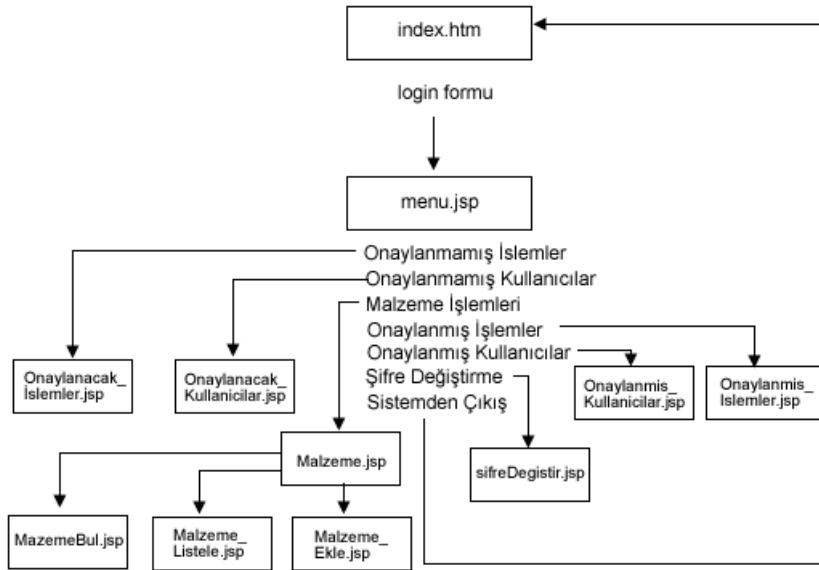 index.htm
login formu
menu.jsp
Onaylanmamış İslemler
Onaylanmamış Kullanıcılar
Malzeme İşlemleri
Onaylanmış İşlemler
Onaylanmış Kullanıcılar
Şifre Değiştirme
Sistemden Çıkış
Onaylanacak_
İslemler.jsp
Onaylanacak_
Kullanicilar.jsp
Onaylanmis_
Kullanicilar.jsp
Onaylanmis_
Islemler.jsp
Malzeme.jsp
sifreDegistir.jsp
MazemeBul.jsp
Malzeme_
Listele.jsp
Malzeme_
Ekle.jsp